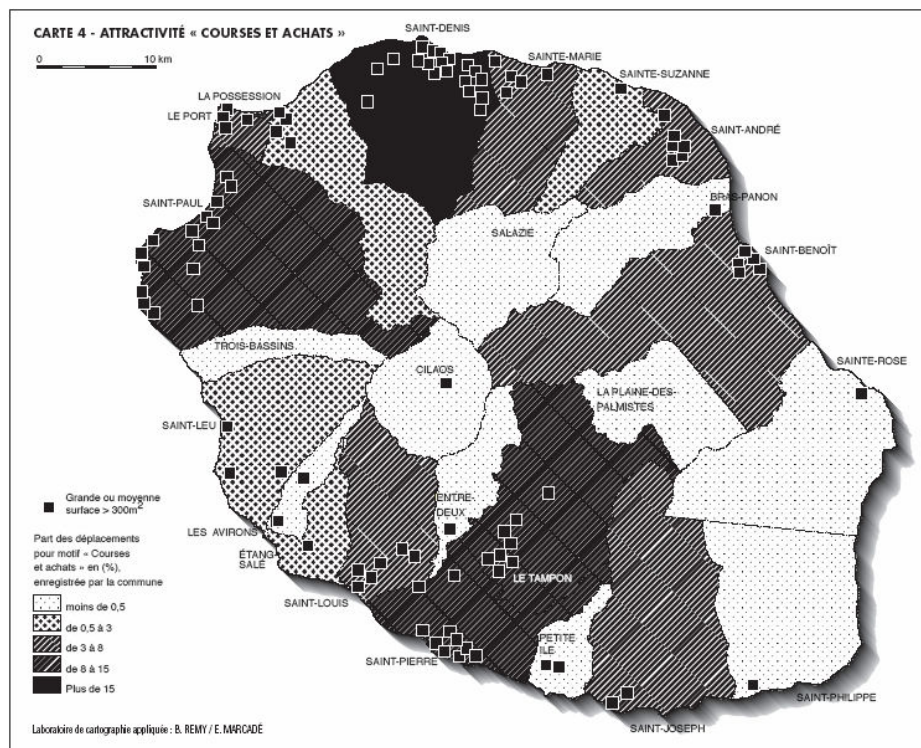 CARTE 4 - ATTRACTIVITÉ « COURSES ET ACHATS »
0 10 km
SAINT-DENIS
SAINTE-MARIE
SAINTE-SUZANNE
LA POSSESSION
LE PORT
SAINT-ANDRÉ
SAINT-PAUL
BRAS-PANON
SALAZIE
SAINT-BENOÎT
TROIS-BASSINS
SAINTE-ROSE
CILAOS
LA PLAINE-DES-
PALMISTES
SAINT-LEU
ENTRE-
DEUX
LES AVIRONS
ÉTANG
SALÉ
LE TAMPON
SAINT-LOUIS
PETITE
ILE
SAINT-PIERRE
SAINT-PHILIPPE
SAINT-JOSEPH
Grande ou moyenne
surface > 300m2
Part des déplacements
pour motif « Courses
et achats » en (%),
enregistrée par la commune
moins de 0,5
de 0,5 à 3
de 3 à 8
de 8 à 15
Plus de 15
Laboratoire de cartographie appliquée : B. REMY / E. MARCADÉ